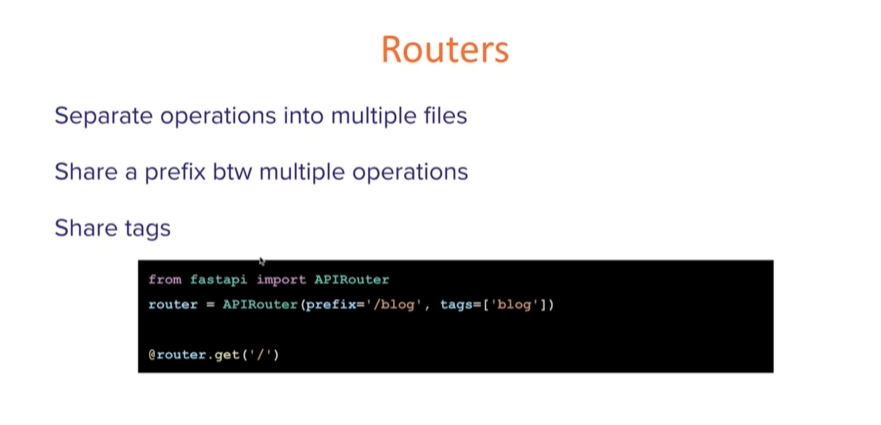 Routers
Separate operations into multiple files
Share a prefix btw multiple operations
Share tags
from fastapi import APIRouter
router = APIRouter(prefix='/blog', tags=['blog'])
@router.get('/')